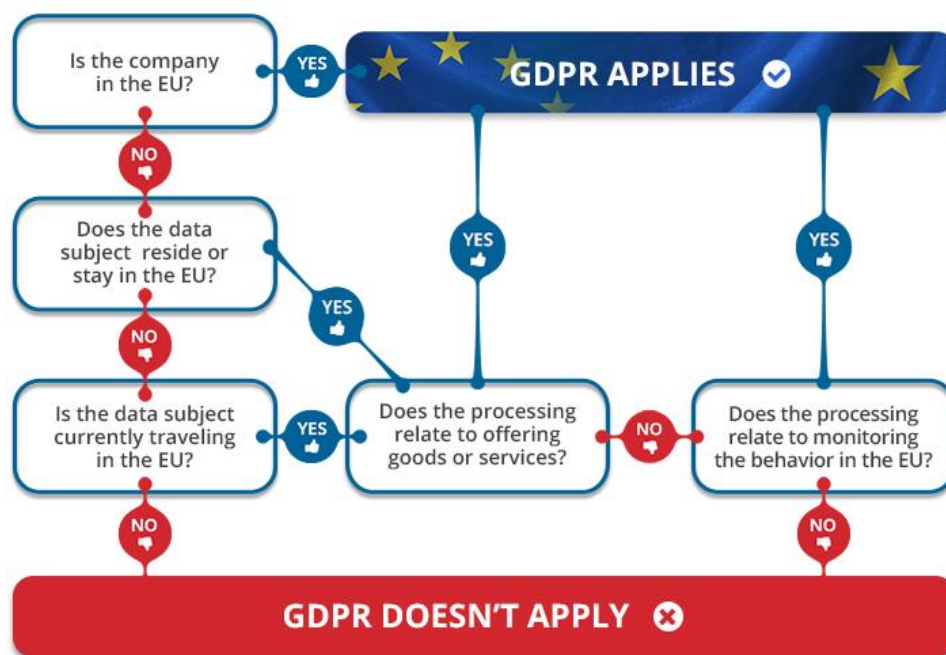 Is the company
in the EU?
YES
GDPR APPLIES
NO
Does the data
subject reside or
stay in the EU?
YES
YES
YES
NO
Is the data subject
currently traveling
in the EU?
YES
Does the processing
relate to offering
goods or services?
NO
Does the processing
relate to monitoring
the behavior in the EU?
NO
NO
GDPR DOESN’T APPLY